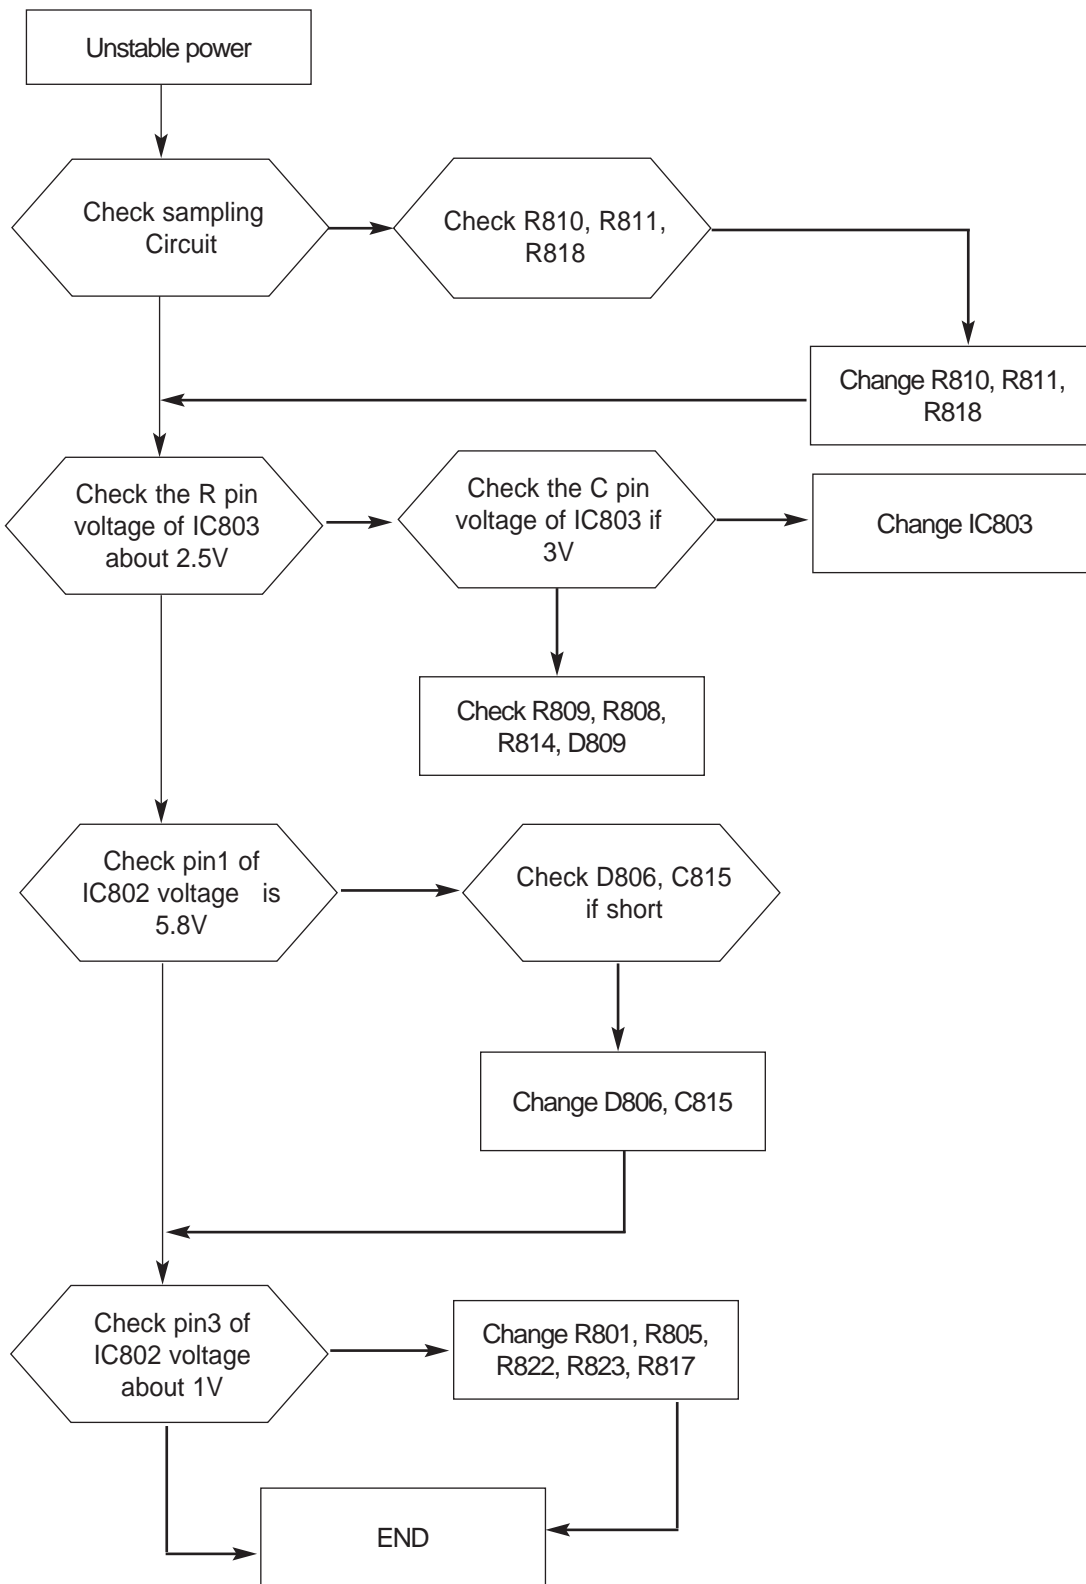 Unstable power
Check sampling
Circuit
Check R810, R811,
R818
Change R810, R811,
R818
Check the R pin
voltage of IC803
about 2.5V
Check the C pin
voltage of IC803 if
3V
Change IC803
Check R809, R808,
R814, D809
Check pin1 of
IC802 voltage is
5.8V
Check D806, C815
if short
Change D806, C815
Check pin3 of
IC802 voltage
about 1V
Change R801, R805,
R822, R823, R817
END